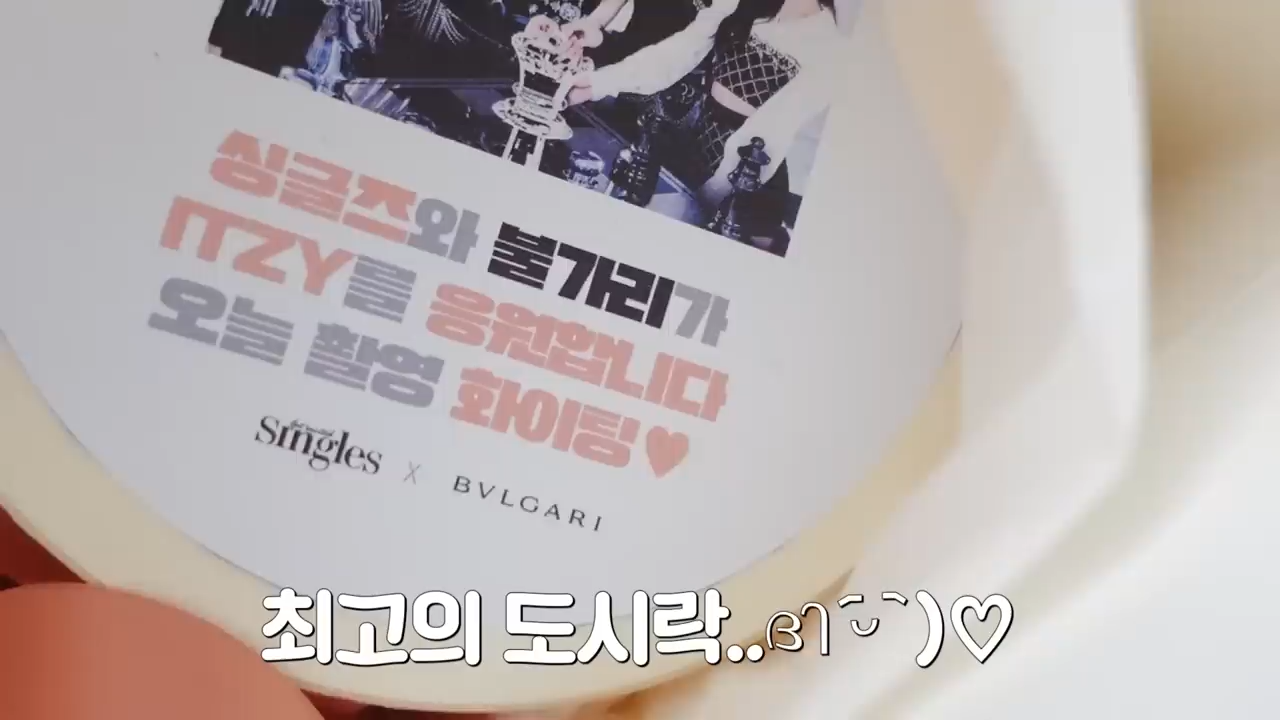 싱글즈와 불가리가
ITZY를 응원합니다
오늘 촬영 화이팅♥
Singles X BVLGARI
최고의 도시락..ദ്ദി ˘͈ ᵕ ˘͈ )♡